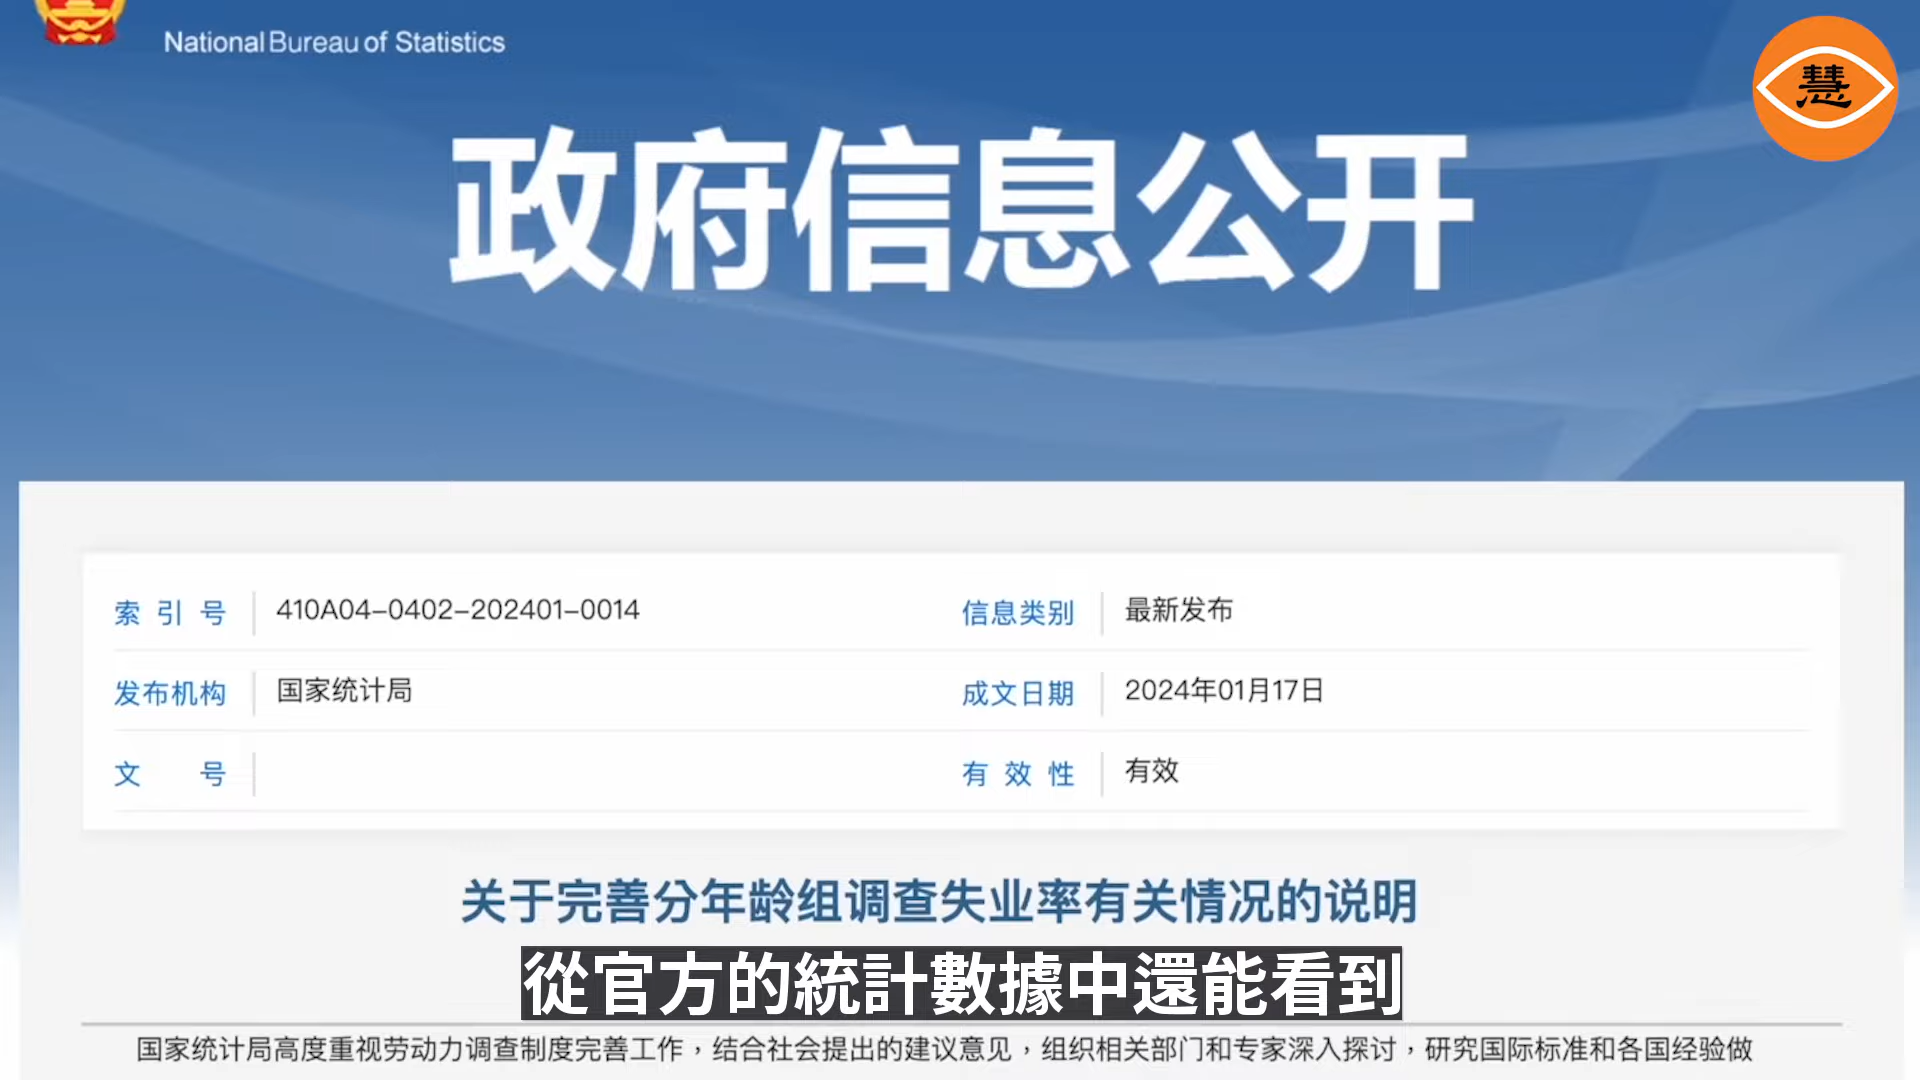 National Bureau of Statistics
慧
政府信息公开
索引号 410A04-0402-202401-0014 信息类别 最新发布
发布机构 国家统计局 成文日期 2024年01月17日
文号 有效性 有效
关于完善分年龄组调查失业率有关情况的说明
從官方的統計數據中還能看到
国家统计局高度重视劳动力调查制度完善工作，结合社会提出的建议意见，组织相关部门和专家深入探讨，研究国际标准和各国经验做